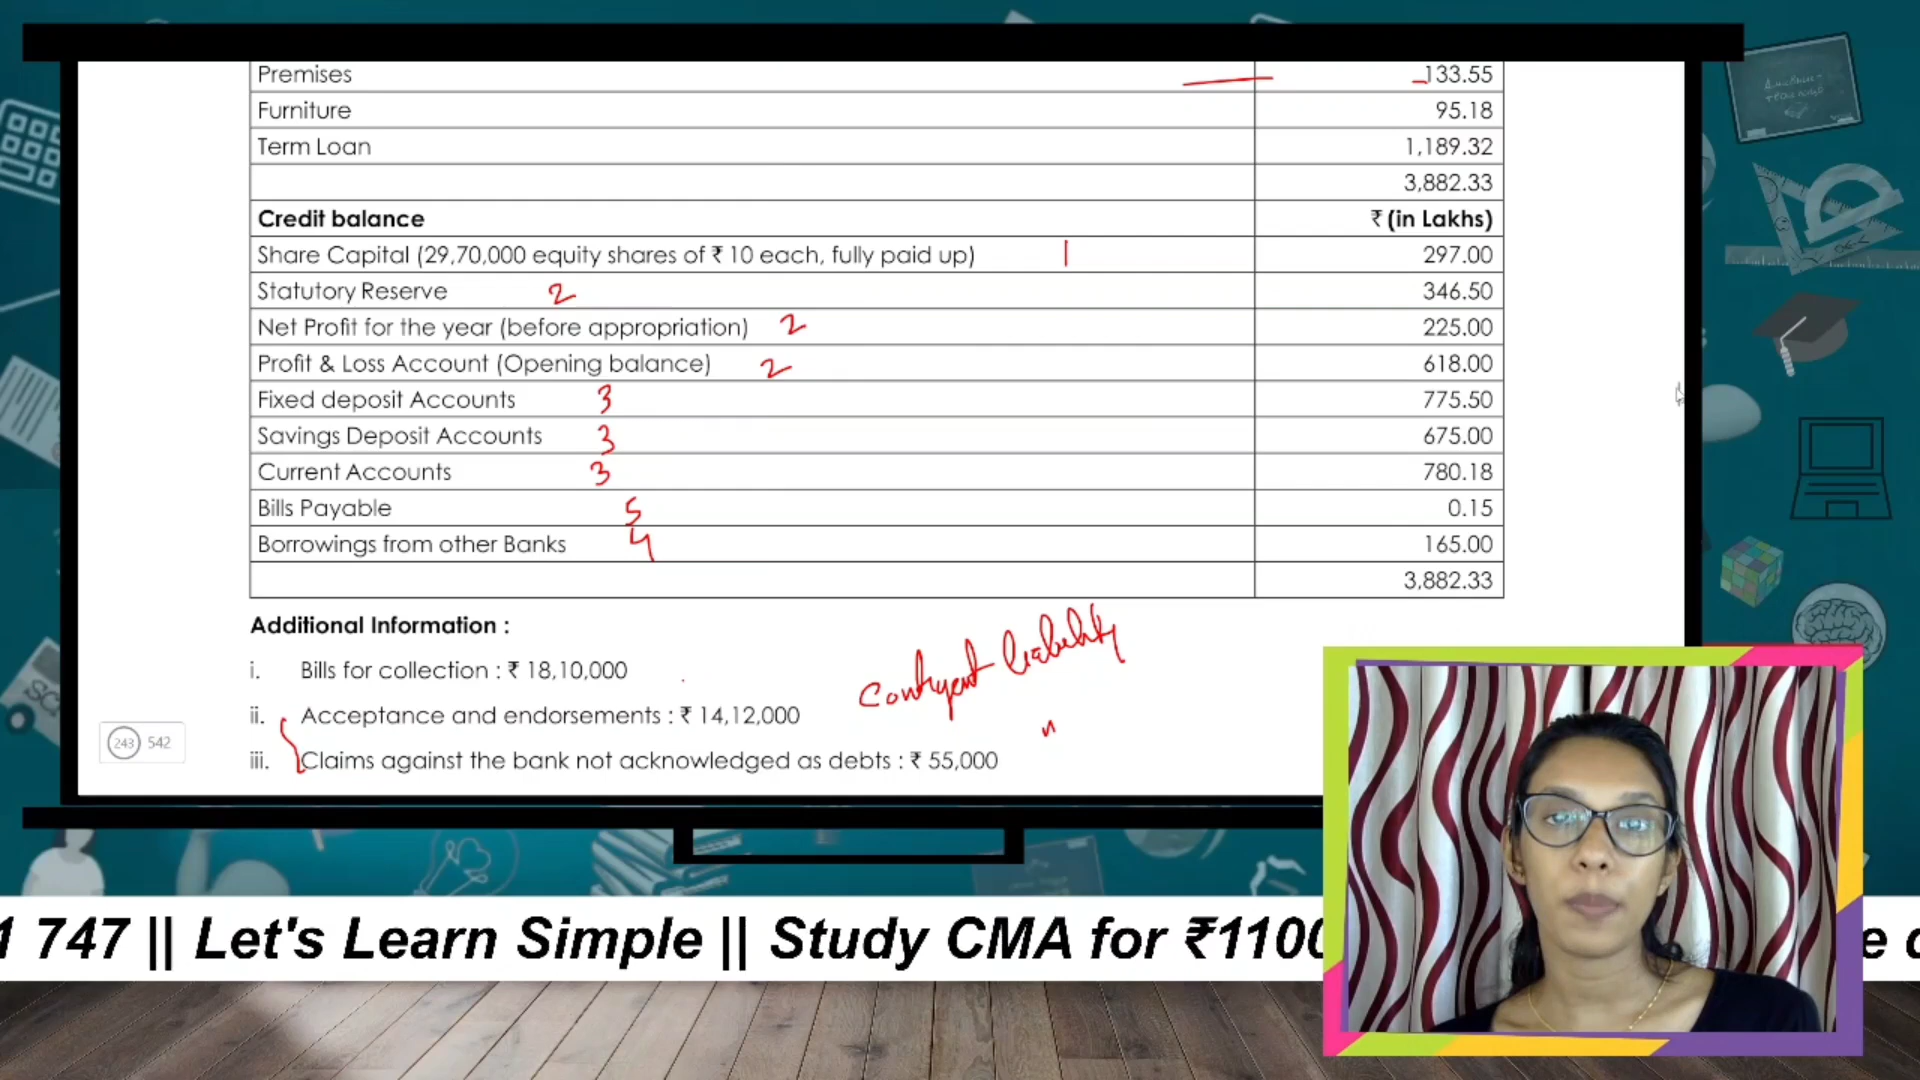 Premises 133.55
Furniture 95.18
Term Loan 1,189.32
3,882.33
Credit balance ₹ (in Lakhs)
Share Capital (29,70,000 equity shares of ₹ 10 each, fully paid up) 1 297.00
Statutory Reserve 2 346.50
Net Profit for the year (before appropriation) 2 225.00
Profit & Loss Account (Opening balance) 2 618.00
Fixed deposit Accounts 3 775.50
Savings Deposit Accounts 3 675.00
Current Accounts 3 780.18
Bills Payable 5 0.15
Borrowings from other Banks 4 165.00
3,882.33
Additional Information :
i. Bills for collection : ₹ 18,10,000
contingent liability
ii. Acceptance and endorsements : ₹ 14,12,000
iii. Claims against the bank not acknowledged as debts : ₹ 55,000
243 542
1 747 || Let's Learn Simple || Study CMA for ₹1100 e